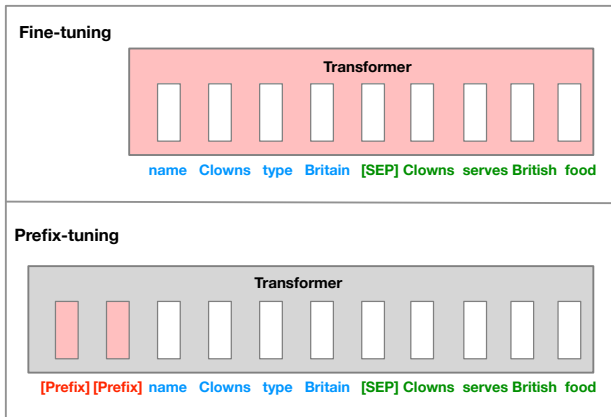 Fine-tuning
Transformer
name Clowns type Britain [SEP] Clowns serves British food
Prefix-tuning
Transformer
[Prefix] [Prefix] name Clowns type Britain [SEP] Clowns serves British food